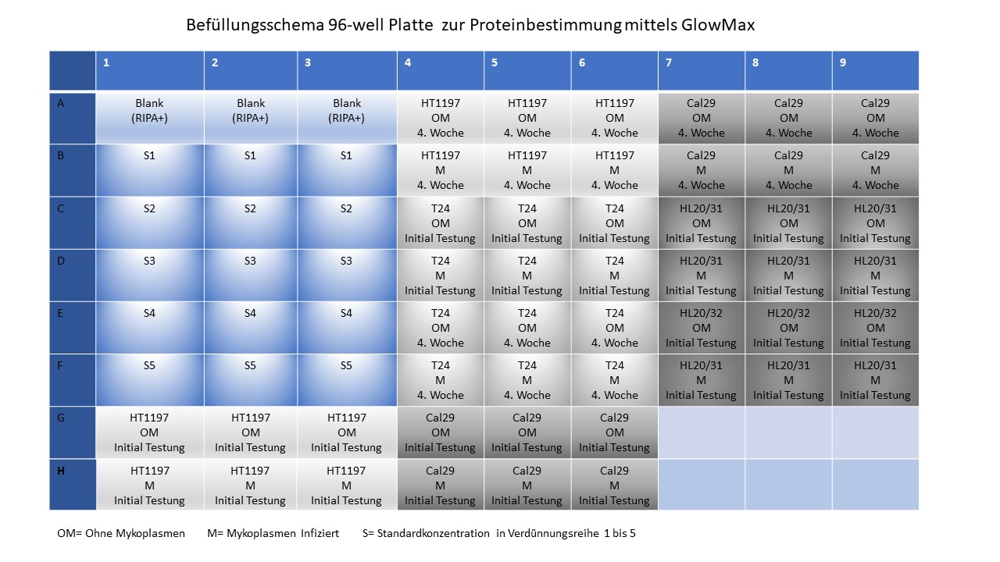 Befüllungsschema 96-well Platte zur Proteinbestimmung mittels GlowMax
1 2 3 4 5 6 7 8 9
A Blank Blank Blank HT1197 HT1197 HT1197 Cal29 Cal29 Cal29
(RIPA+) (RIPA+) (RIPA+) OM OM OM OM OM OM
4. Woche 4. Woche 4. Woche 4. Woche 4. Woche 4. Woche
B S1 S1 S1 HT1197 HT1197 HT1197 Cal29 Cal29 Cal29
M M M M M M
4. Woche 4. Woche 4. Woche 4. Woche 4. Woche 4. Woche
C S2 S2 S2 T24 T24 T24 HL20/31 HL20/31 HL20/31
OM OM OM OM OM OM
Initial Testung Initial Testung Initial Testung Initial Testung Initial Testung Initial Testung
D S3 S3 S3 T24 T24 T24 HL20/31 HL20/31 HL20/31
M M M M M M
Initial Testung Initial Testung Initial Testung Initial Testung Initial Testung Initial Testung
E S4 S4 S4 T24 T24 T24 HL20/32 HL20/32 HL20/32
OM OM OM OM OM OM
4. Woche 4. Woche 4. Woche Initial Testung Initial Testung Initial Testung
F S5 S5 S5 T24 T24 T24 HL20/31 HL20/31 HL20/31
M M M M M M
4. Woche 4. Woche 4. Woche Initial Testung Initial Testung Initial Testung
G HT1197 HT1197 HT1197 Cal29 Cal29 Cal29
OM OM OM OM OM OM
Initial Testung Initial Testung Initial Testung Initial Testung Initial Testung Initial Testung
H HT1197 HT1197 HT1197 Cal29 Cal29 Cal29
M M M M M M
Initial Testung Initial Testung Initial Testung Initial Testung Initial Testung Initial Testung
OM= Ohne Mykoplasmen M= Mykoplasmen Infiziert S= Standardkonzentration in Verdünnungsreihe 1 bis 5